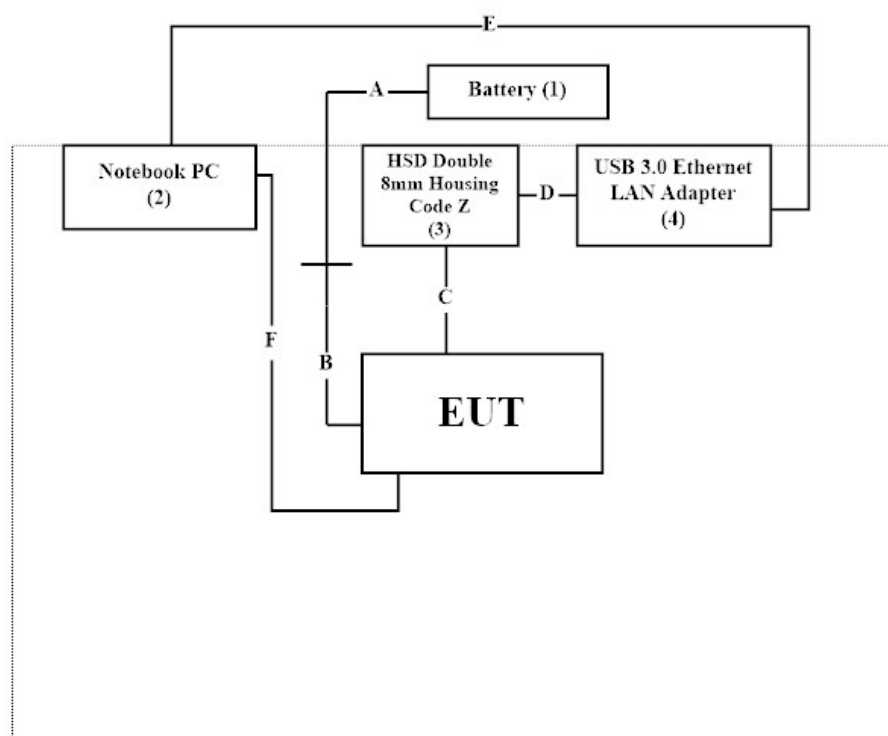 E
A
Battery (1)
Notebook PC
(2)
HSD Double
8mm Housing
Code Z
(3)
D
USB 3.0 Ethernet
LAN Adapter
(4)
C
F
B
EUT